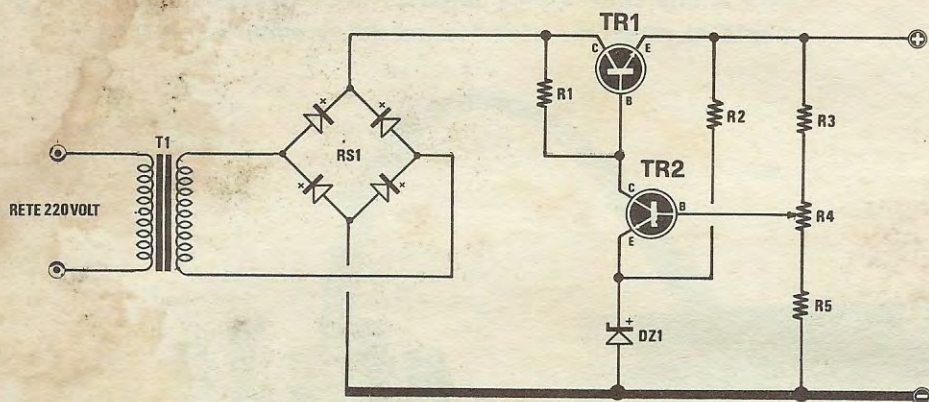 TR1
C
E
B
R1
R2
R3
T1
RS1
+
+
+
+
TR2
C
B
E
R4
RETE 220 VOLT
R5
+
DZ1
+
-